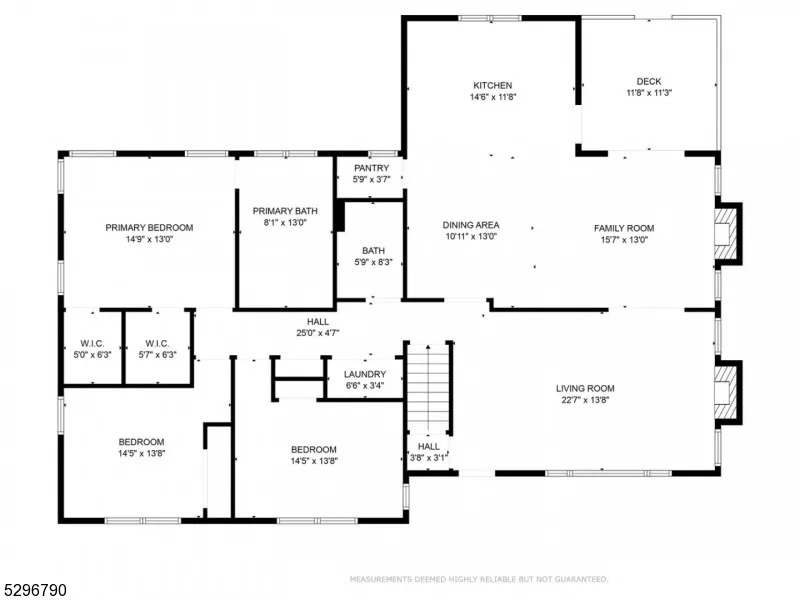 KITCHEN
14'6" x 11'8"
DECK
11'8" x 11'3"
PANTRY
5'9" x 3'7"
PRIMARY BEDROOM
14'9" x 13'0"
PRIMARY BATH
8'1" x 13'0"
BATH
5'9" x 8'3"
DINING AREA
10'11" x 13'0"
FAMILY ROOM
15'7" x 13'0"
HALL
25'0" x 4'7"
W.I.C.
5'0" x 6'3"
W.I.C.
5'7" x 6'3"
LAUNDRY
6'6" x 3'4"
LIVING ROOM
22'7" x 13'8"
BEDROOM
14'5" x 13'8"
BEDROOM
14'5" x 13'8"
HALL
3'8" x 3'1"
MEASUREMENTS DEEMED HIGHLY RELIABLE BUT NOT GUARANTEED.
5296790